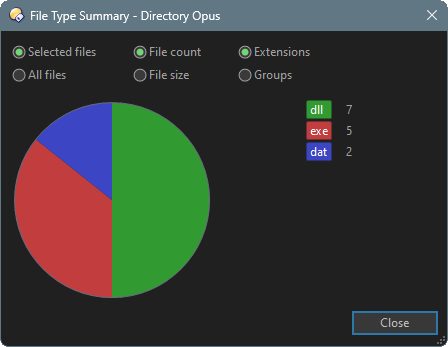 File Type Summary - Directory Opus
Selected files File count Extensions
All files File size Groups
dll 7
exe 5
dat 2
Close